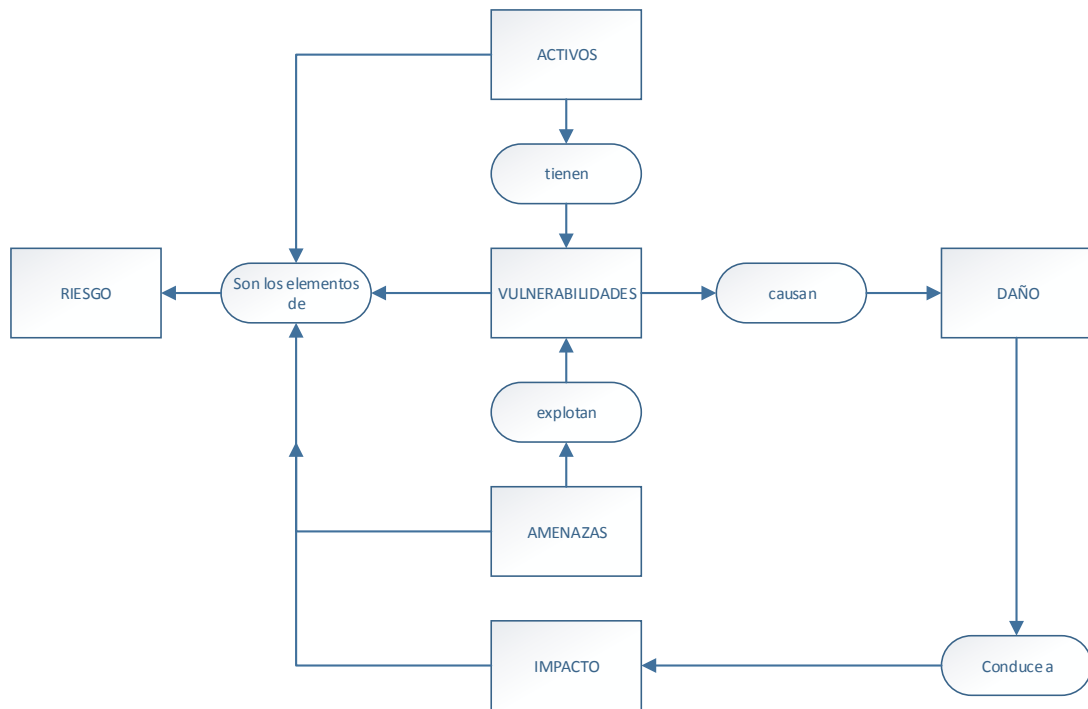 ACTIVOS
tienen
RIESGO
Son los elementos
de
VULNERABILIDADES
causan
DAÑO
explotan
AMENAZAS
IMPACTO
Conduce a